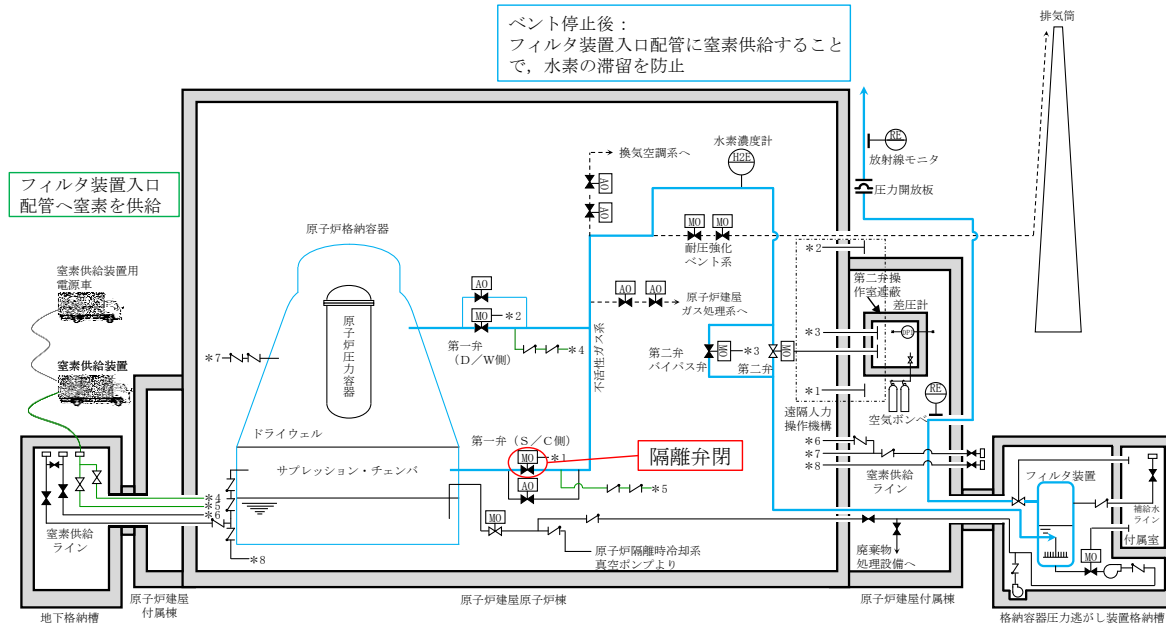 ベント停止後：
フィルタ装置入口配管に窒素供給すること
で，水素の滞留を防止
排気筒
水素濃度計
H2E
RE
放射線モニタ
換気空調系へ
AO
AO
フィルタ装置入口
配管へ窒素を供給
圧力開放板
原子炉格納容器
MO
MO
耐圧強化
ベント系
＊2
窒素供給装置用
電源車
AO
MO
＊2
AO
AO
原子炉建屋
ガス処理系へ
第二弁操
作室遮蔽
差圧計
DPI
原子炉圧力容器
第一弁
（D／W側）
＊4
不活性ガス系
＊3
MO
＊3
第二弁
バイパス弁
第二弁
MO
＊7
窒素供給装置
＊1
RE
空気ボンベ
遠隔人力
操作機構
ドライウェル
第一弁（S／C側）
MO
＊1
隔離弁閉
サプレッション・チェンバ
AO
＊5
＊6
＊7
＊8
窒素供給
ライン
フィルタ装置
＊4
＊5
＊6
MO
補給水
ライン
付属室
窒素供給
ライン
＊8
原子炉隔離時冷却系
真空ポンプより
廃棄物
処理設備へ
MO
原子炉建屋
付属棟
原子炉建屋原子炉棟
原子炉建屋付属棟
地下格納槽
格納容器圧力逃がし装置格納槽